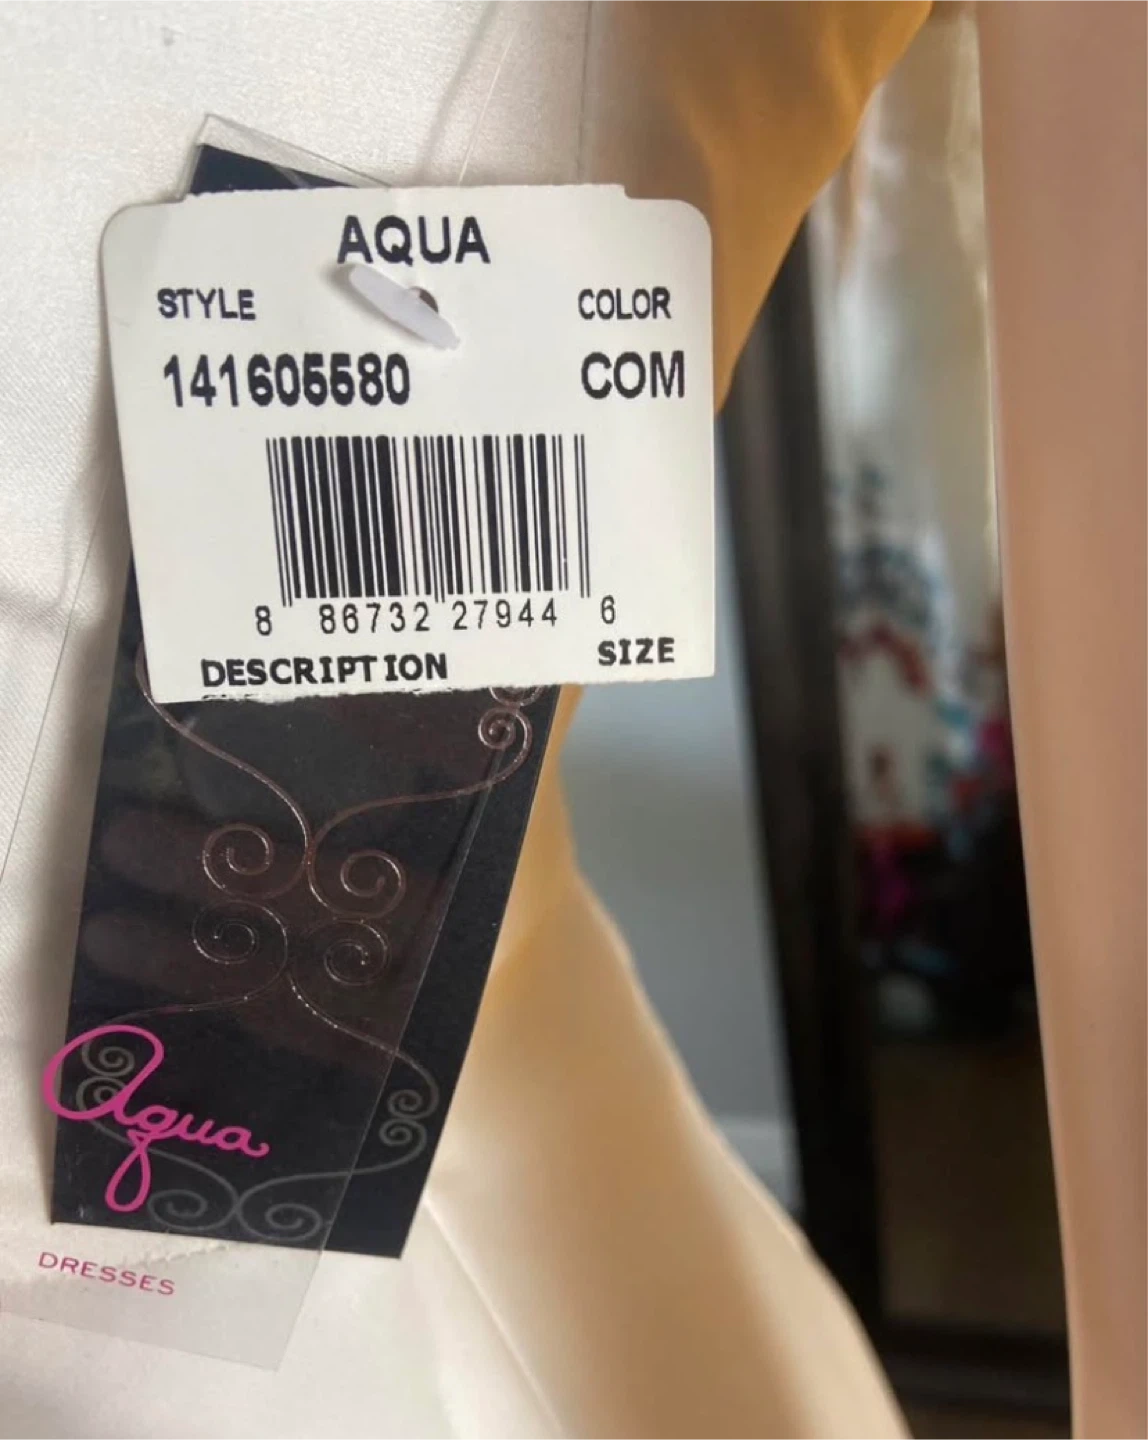 AQUA
STYLE COLOR
141605580 COM
8 86732 27944 6
DESCRIPTION SIZE
Aqua
DRESSES